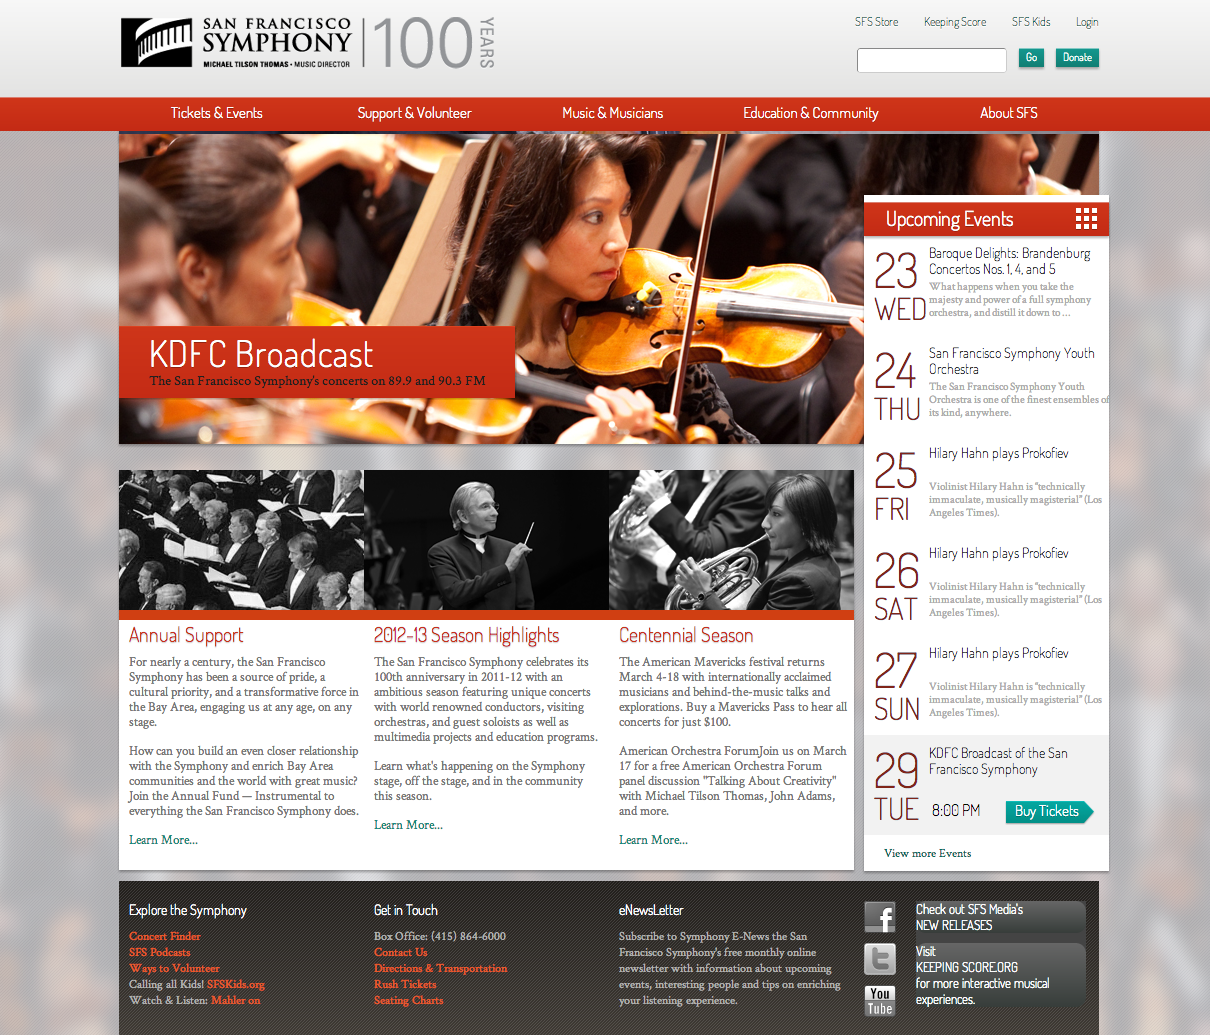 SAN FRANCISCO
SYMPHONY
MICHAEL TILSON THOMAS • MUSIC DIRECTOR
100
YEARS
SFS Store
Keeping Score
SFS Kids
Login
Go
Donate
Tickets & Events
Support & Volunteer
Music & Musicians
Education & Community
About SFS
KDFC Broadcast
The San Francisco Symphony's concerts on 89.9 and 90.3 FM
Upcoming Events
23
WED
Baroque Delights: Brandenburg
Concertos Nos. 1, 4, and 5
What happens when you take the
majesty and power of a full symphony
orchestra, and distill it down to ...
24
THU
San Francisco Symphony Youth
Orchestra
The San Francisco Symphony Youth
Orchestra is one of the finest ensembles of
its kind, anywhere.
25
FRI
Hilary Hahn plays Prokofiev
Violinist Hilary Hahn is "technically
immaculate, musically magisterial" (Los
Angeles Times).
26
SAT
Hilary Hahn plays Prokofiev
Violinist Hilary Hahn is "technically
immaculate, musically magisterial" (Los
Angeles Times).
27
SUN
Hilary Hahn plays Prokofiev
Violinist Hilary Hahn is "technically
immaculate, musically magisterial" (Los
Angeles Times).
29
TUE
KDFC Broadcast of the San
Francisco Symphony
8:00 PM
Buy Tickets
View more Events
Annual Support
For nearly a century, the San Francisco
Symphony has been a source of pride, a
cultural priority, and a transformative force in
the Bay Area, engaging us at any age, on any
stage.
How can you build an even closer relationship
with the Symphony and enrich Bay Area
communities and the world with great music?
Join the Annual Fund — Instrumental to
everything the San Francisco Symphony does.
Learn More...
2012-13 Season Highlights
The San Francisco Symphony celebrates its
100th anniversary in 2011-12 with an
ambitious season featuring unique concerts
with world renowned conductors, visiting
orchestras, and guest soloists as well as
multimedia projects and education programs.
Learn what's happening on the Symphony
stage, off the stage, and in the community
this season.
Learn More...
Centennial Season
The American Mavericks festival returns
March 4-18 with internationally acclaimed
musicians and behind-the-music talks and
explorations. Buy a Mavericks Pass to hear all
concerts for just $100.
American Orchestra ForumJoin us on March
17 for a free American Orchestra Forum
panel discussion "Talking About Creativity"
with Michael Tilson Thomas, John Adams,
and more.
Learn More...
Explore the Symphony
Concert Finder
SFS Podcasts
Ways to Volunteer
Calling all Kids! SFSKids.org
Watch & Listen: Mahler on
Get in Touch
Box Office: (415) 864-6000
Contact Us
Directions & Transportation
Rush Tickets
Seating Charts
eNewsLetter
Subscribe to Symphony E-News the San
Francisco Symphony's free monthly online
newsletter with information about upcoming
events, interesting people and tips on enriching
your listening experience.
f
t
You
Tube
Check out SFS Media's
NEW RELEASES
Visit
KEEPING SCORE.ORG
for more interactive musical
experiences.